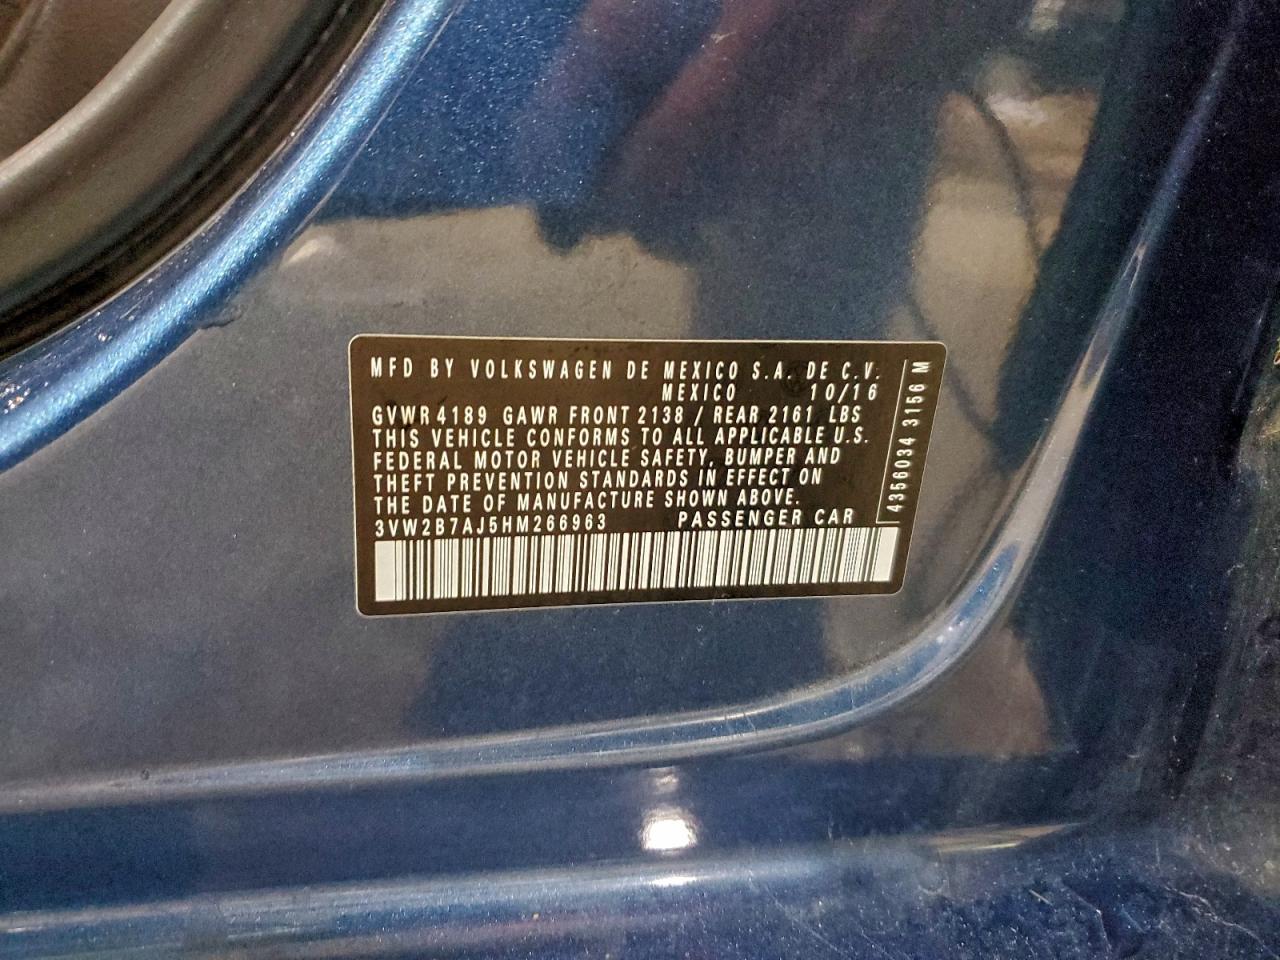 MFD BY VOLKSWAGEN DE MEXICO S.A. DE C.V.
MEXICO 10/16
GVWR 4189 GAWR FRONT 2138 / REAR 2161 LBS
THIS VEHICLE CONFORMS TO ALL APPLICABLE U.S.
FEDERAL MOTOR VEHICLE SAFETY, BUMPER AND
THEFT PREVENTION STANDARDS IN EFFECT ON
THE DATE OF MANUFACTURE SHOWN ABOVE.
3VW2B7AJ5HM266963 PASSENGER CAR
4356034 3156 M